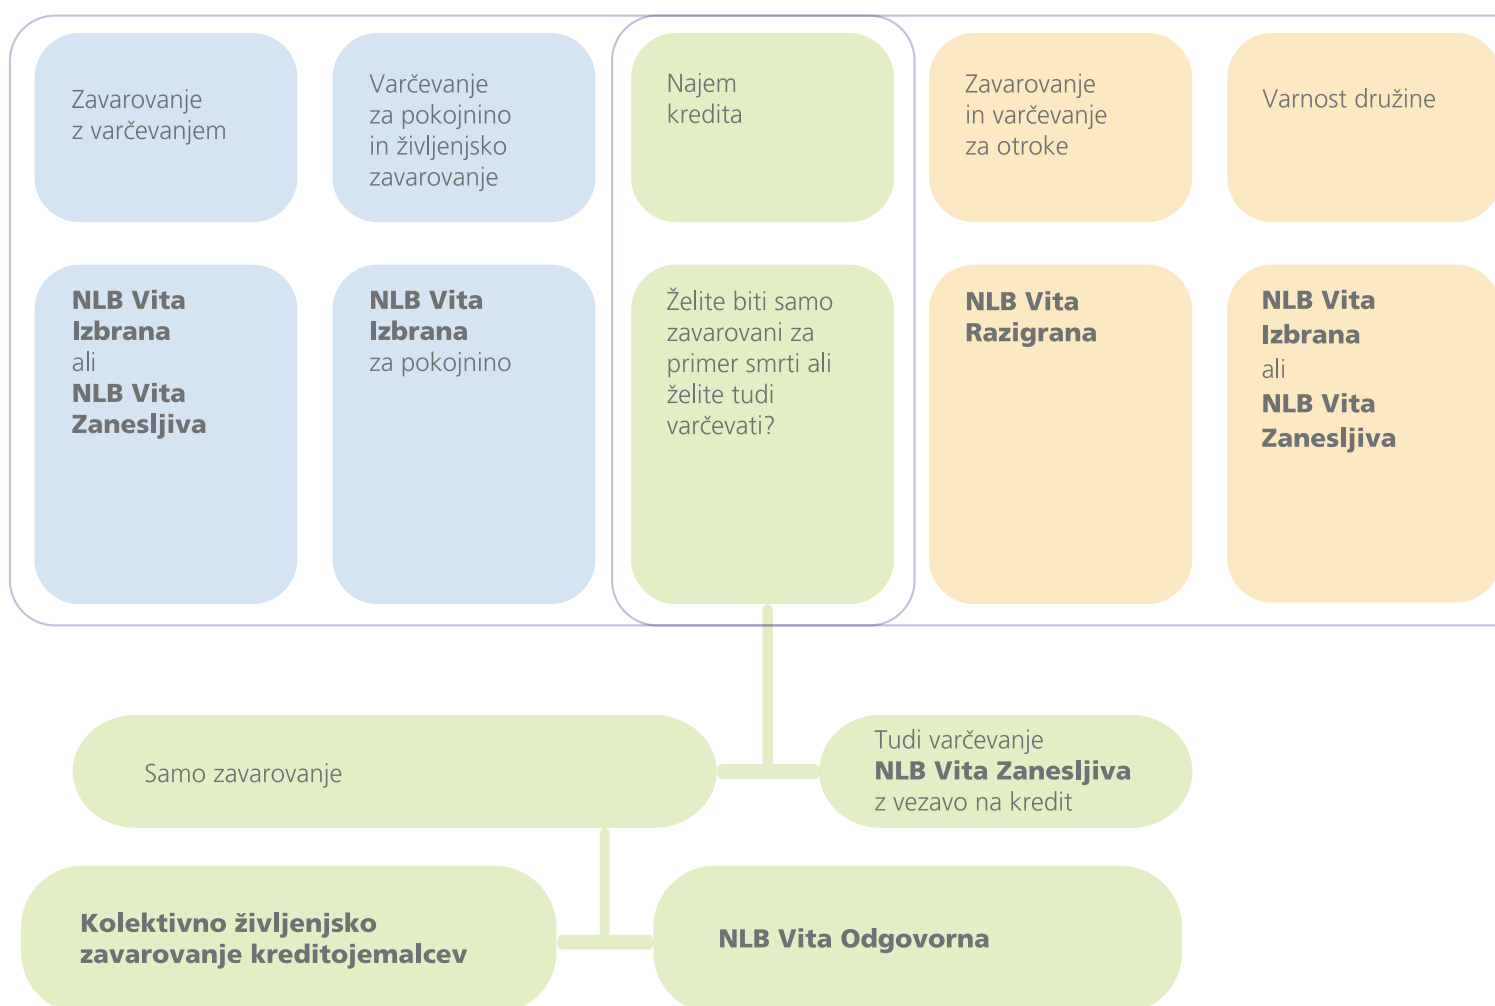 Zavarovanje
z varčevanjem
Varčevanje
za pokojnino
in življenjsko
zavarovanje
Najem
kredita
Zavarovanje
in varčevanje
za otroke
Varnost družine
NLB Vita
Izbrana
ali
NLB Vita
Zanesljiva
NLB Vita
Izbrana
za pokojnino
Želite biti samo
zavarovani za
primer smrti ali
želite tudi
varčevati?
NLB Vita
Razigrana
NLB Vita
Izbrana
ali
NLB Vita
Zanesljiva
Samo zavarovanje
Tudi varčevanje
NLB Vita Zanesljiva
z vezavo na kredit
Kolektivno življenjsko
zavarovanje kreditojemalcev
NLB Vita Odgovorna